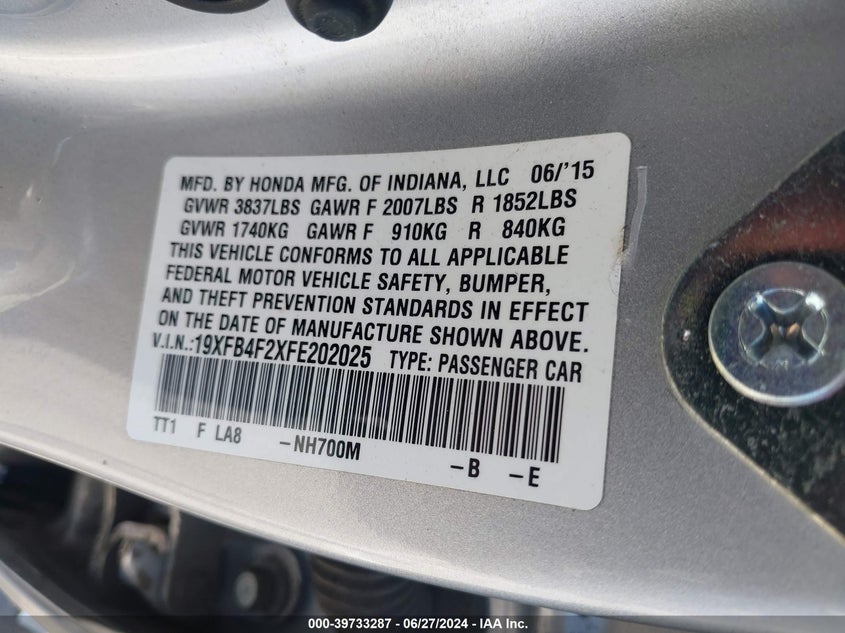 MFD. BY HONDA MFG. OF INDIANA, LLC 06/'15
GVWR 3837LBS GAWR F 2007LBS R 1852LBS
GVWR 1740KG GAWR F 910KG R 840KG
THIS VEHICLE CONFORMS TO ALL APPLICABLE
FEDERAL MOTOR VEHICLE SAFETY, BUMPER,
AND THEFT PREVENTION STANDARDS IN EFFECT
ON THE DATE OF MANUFACTURE SHOWN ABOVE.
V.I.N.:19XFB4F2XFE202025 TYPE: PASSENGER CAR
TT1 F LA8 -NH700M -B -E
000-39733287 - 06/27/2024 - IAA Inc.